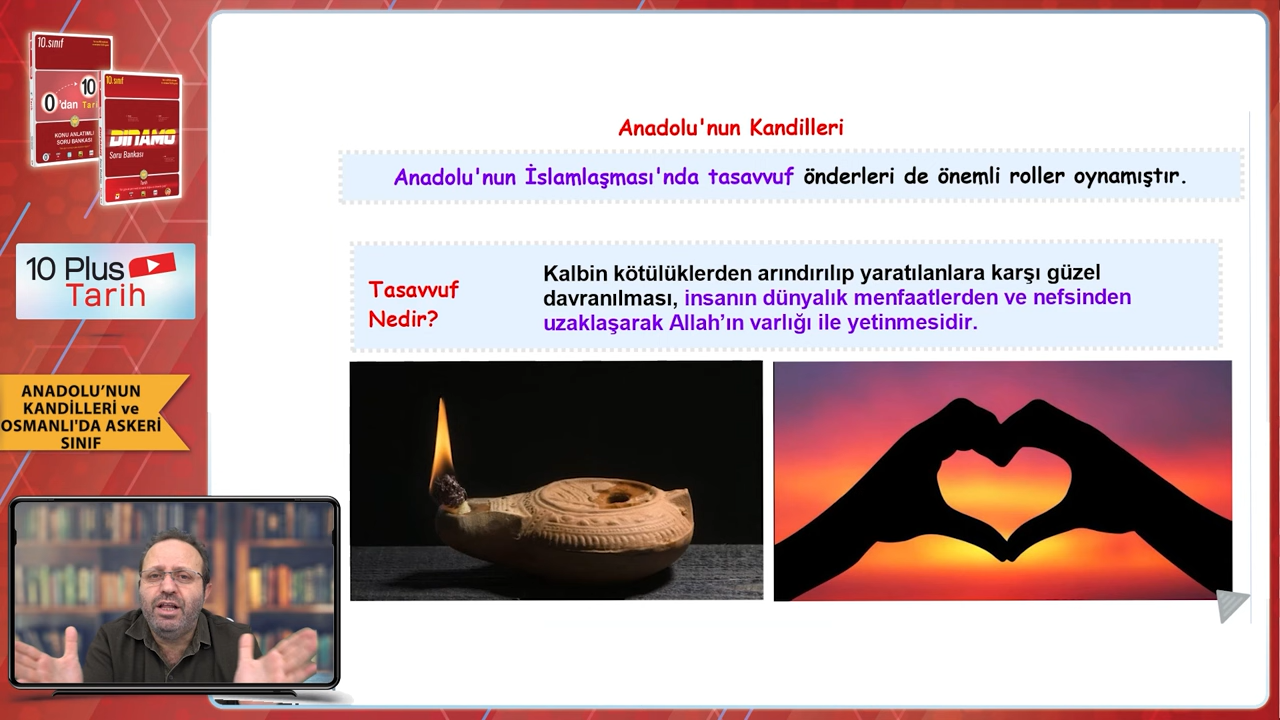 10.sınıf
0'dan 10
Tarih
KONU ANLATIMLI
SORU BANKASI
10.sınıf
DINAMO
Soru Bankası
Tarih
10 Plus
Tarih
ANADOLU’NUN
KANDİLLERİ ve
OSMANLI'DA ASKERİ
SINIF
Anadolu'nun Kandilleri
Anadolu'nun İslamlaşması'nda tasavvuf önderleri de önemli roller oynamıştır.
Tasavvuf
Nedir?
Kalbin kötülüklerden arındırılıp yaratılanlara karşı güzel
davranılması, insanın dünyalık menfaatlerden ve nefsinden
uzaklaşarak Allah’ın varlığı ile yetinmesidir.